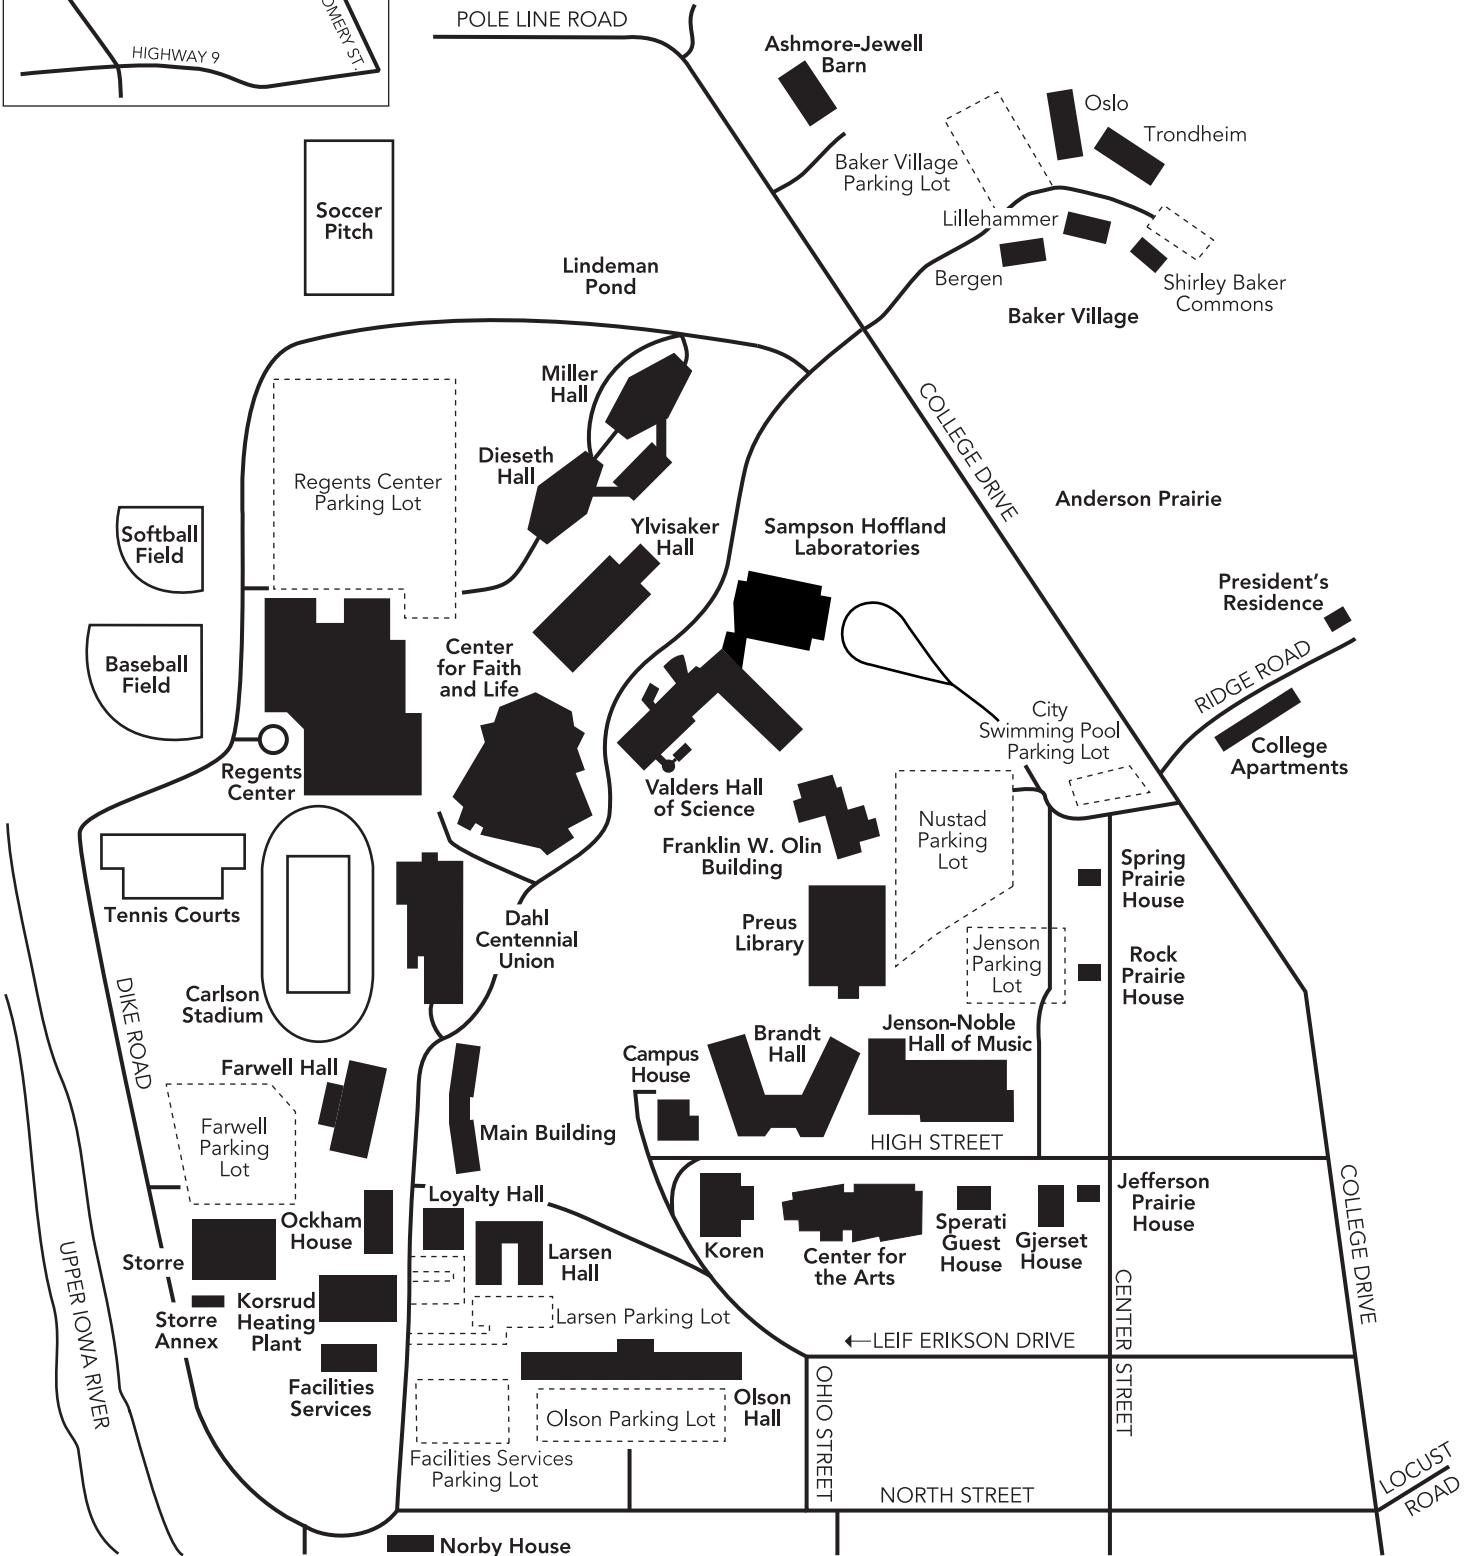 POLE LINE ROAD
OMERY ST.
HIGHWAY 9
Ashmore-Jewell
Barn
Oslo
Trondheim
Baker Village
Parking Lot
Lillehammer
Bergen
Shirley Baker
Commons
Baker Village
Soccer
Pitch
Lindeman
Pond
Miller
Hall
Dieseth
Hall
Regents Center
Parking Lot
COLLEGE DRIVE
Anderson Prairie
Softball
Field
Ylvisaker
Hall
Sampson Hoffland
Laboratories
President's
Residence
RIDGE ROAD
Baseball
Field
Center
for Faith
and Life
City
Swimming Pool
Parking Lot
College
Apartments
Regents
Center
Valders Hall
of Science
Franklin W. Olin
Building
Nustad
Parking
Lot
Spring
Prairie
House
Tennis Courts
Dahl
Centennial
Union
Preus
Library
Jenson
Parking
Lot
Rock
Prairie
House
Carlson
Stadium
DIKE ROAD
Farwell Hall
Campus
House
Brandt
Hall
Jenson-Noble
Hall of Music
Farwell
Parking
Lot
Main Building
HIGH STREET
Loyalty Hall
Jefferson
Prairie
House
Ockham
House
Storre
Larsen
Hall
Koren
Center for
the Arts
Sperati
Guest
House
Gjerset
House
COLLEGE DRIVE
UPPER IOWA RIVER
Storre
Annex
Korsrud
Heating
Plant
Larsen Parking Lot
←LEIF ERIKSON DRIVE
CENTER STREET
Facilities
Services
Olson
Hall
Olson Parking Lot
OHIO STREET
Facilities Services
Parking Lot
NORTH STREET
LOCUST
ROAD
Norby House